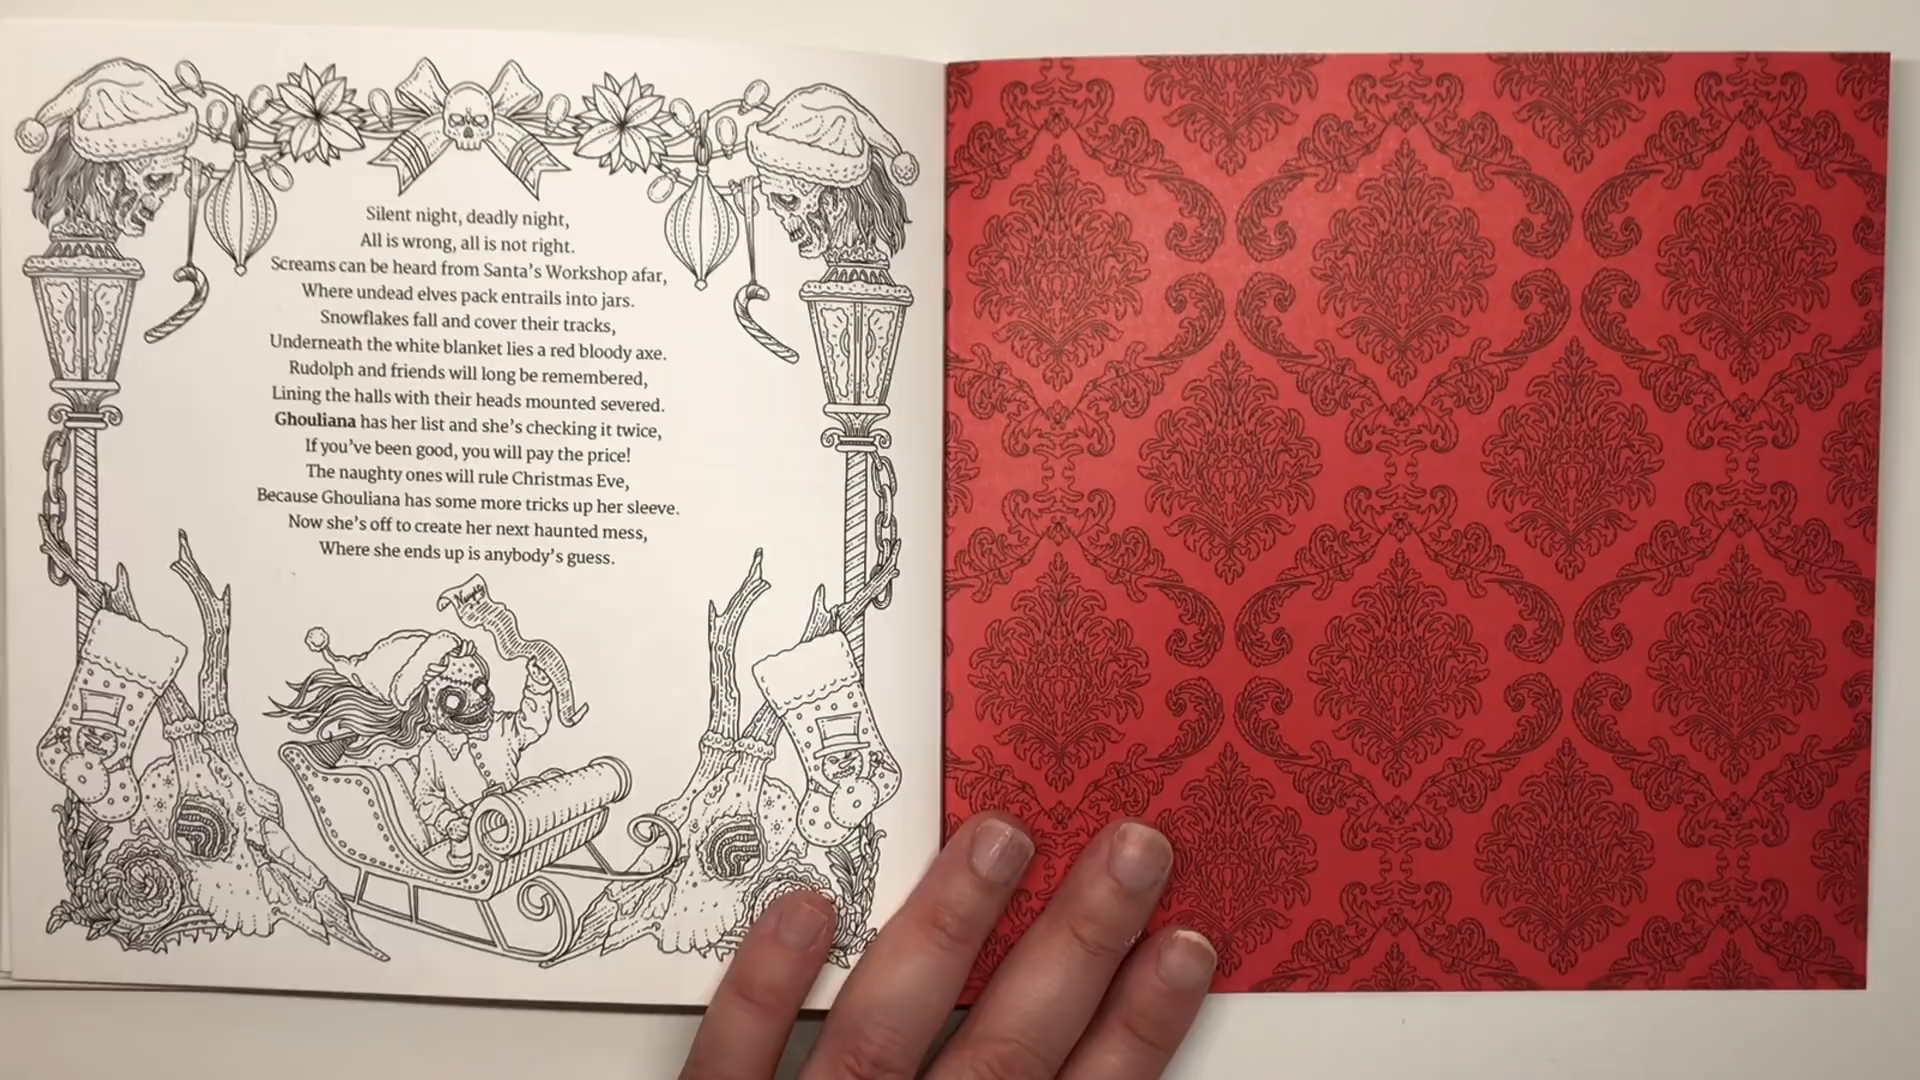 Silent night, deadly night,
All is wrong, all is not right.
Screams can be heard from Santa's Workshop afar,
Where undead elves pack entrails into jars.
Snowflakes fall and cover their tracks,
Underneath the white blanket lies a red bloody axe.
Rudolph and friends will long be remembered,
Lining the halls with their heads mounted severed.
Ghouliana has her list and she's checking it twice,
If you've been good, you will pay the price!
The naughty ones will rule Christmas Eve,
Because Ghouliana has some more tricks up her sleeve.
Now she's off to create her next haunted mess,
Where she ends up is anybody's guess.
Naughty